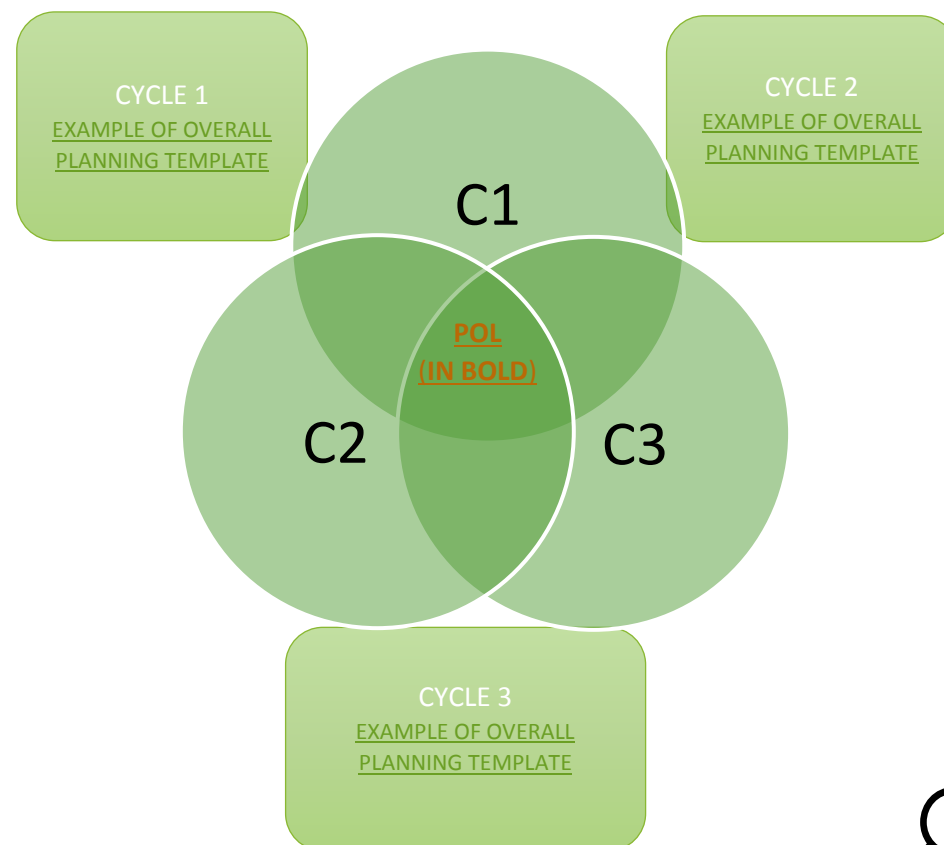 CYCLE 1
EXAMPLE OF OVERALL
PLANNING TEMPLATE
CYCLE 2
EXAMPLE OF OVERALL
PLANNING TEMPLATE
C1
POL
(IN BOLD)
C2
C3
CYCLE 3
EXAMPLE OF OVERALL
PLANNING TEMPLATE